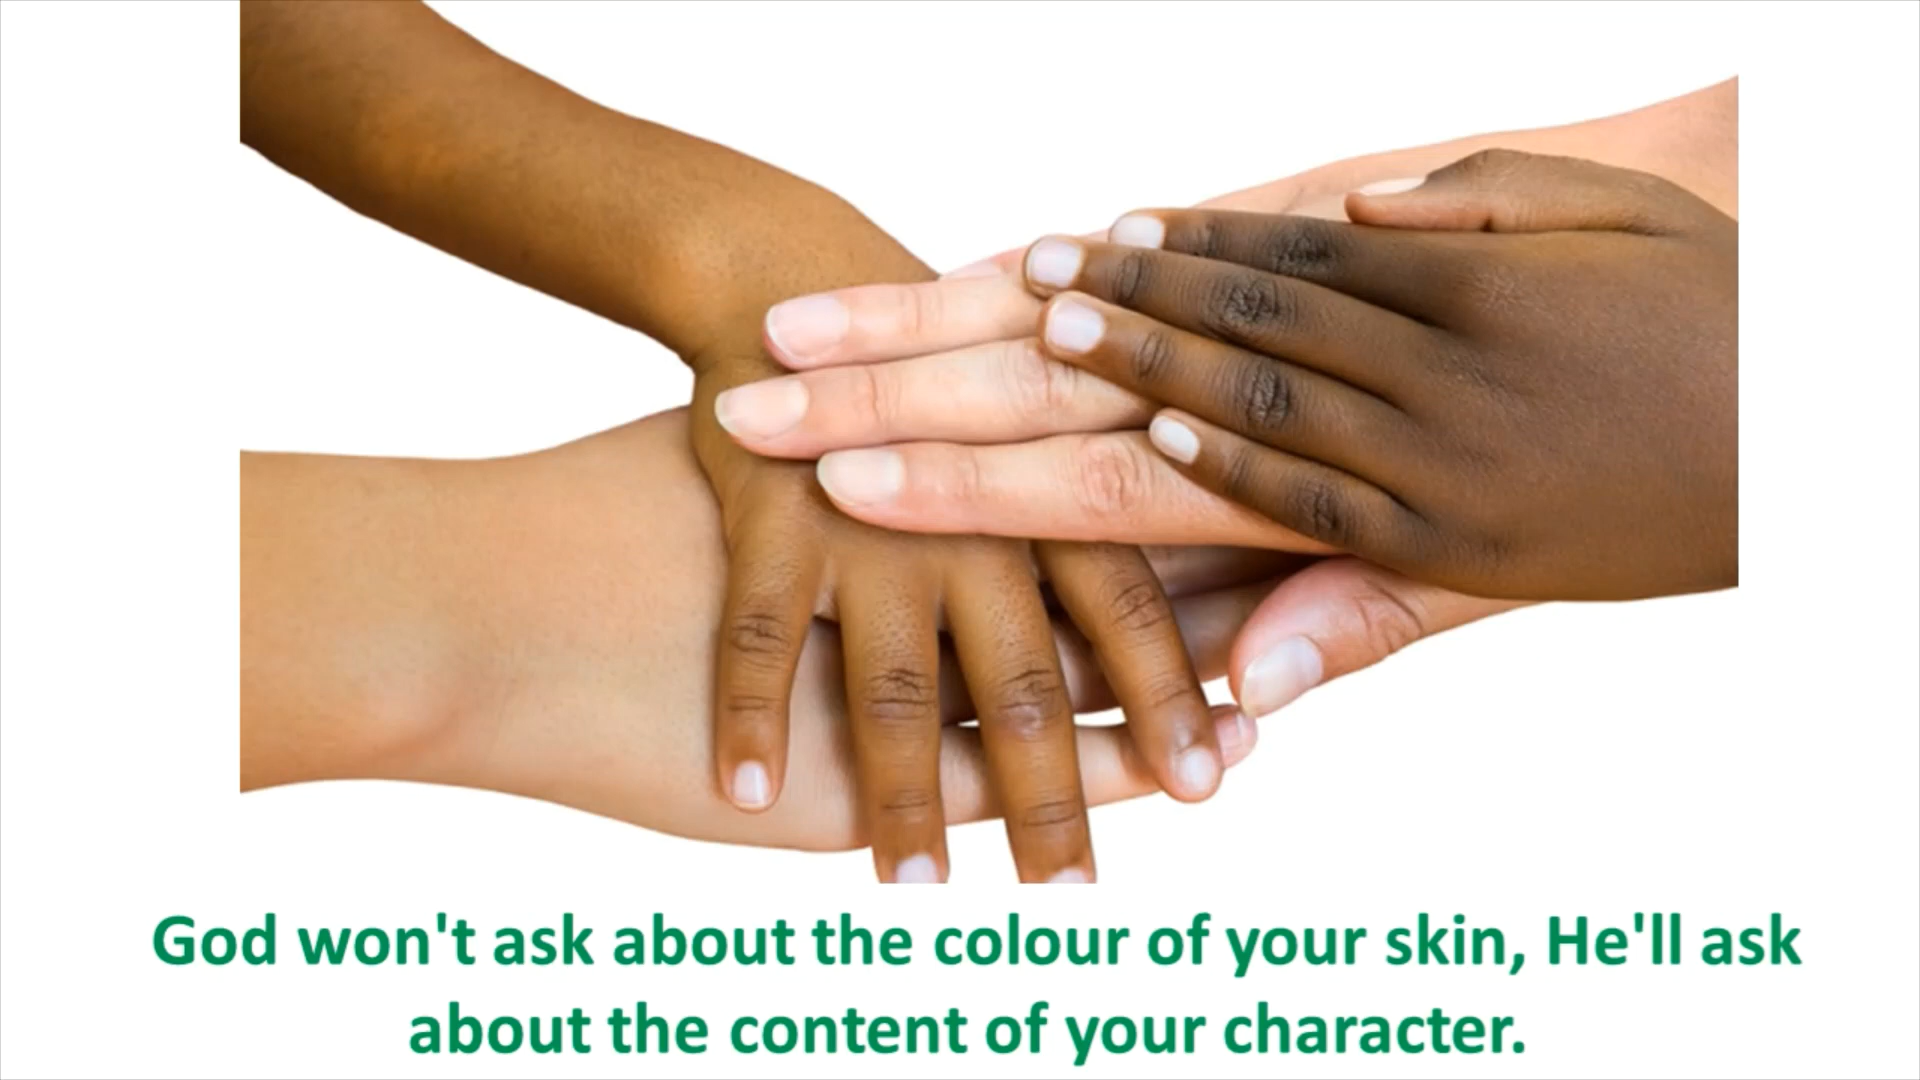 God won't ask about the colour of your skin, He'll ask
about the content of your character.